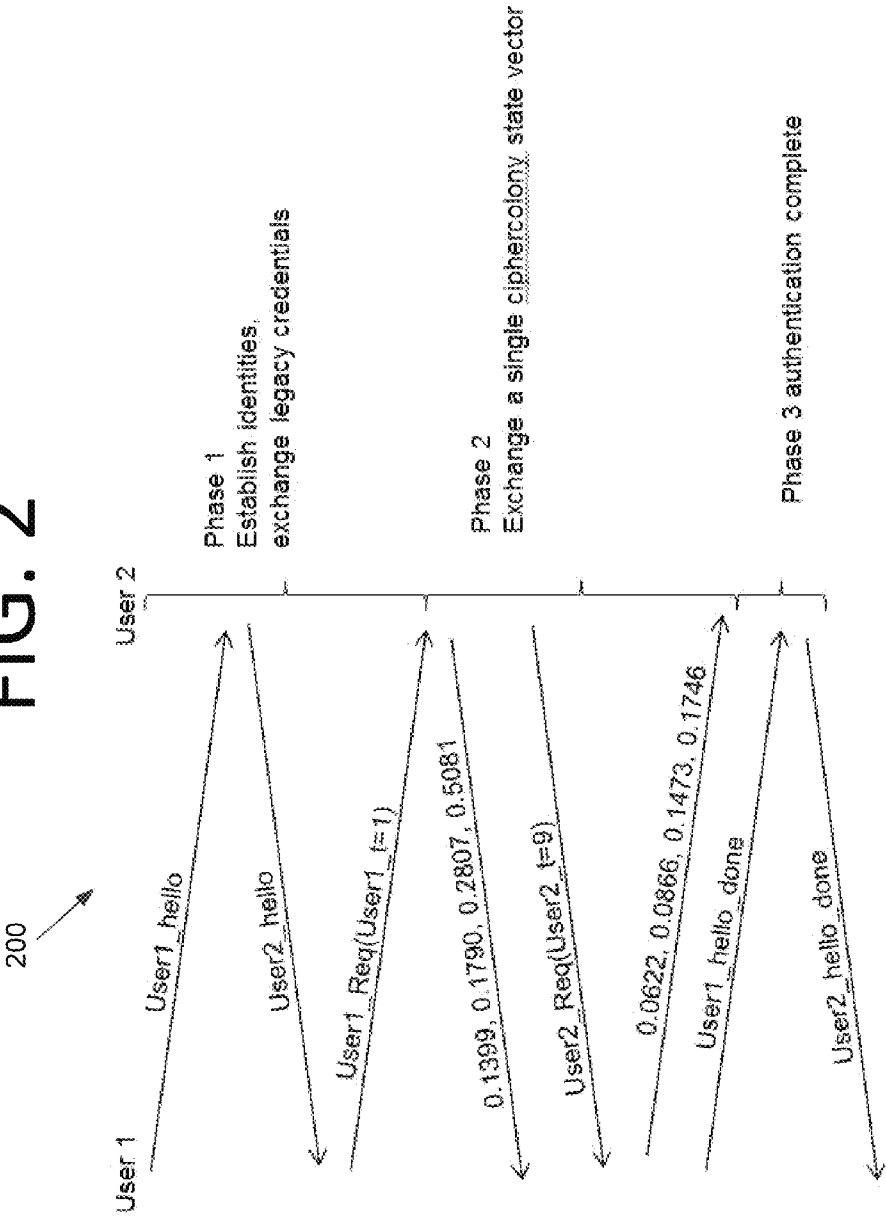 FIG. 2
200
User 1
User 2
User1_hello
User2_hello
Phase 1
Establish identities,
exchange legacy credentials
User1_Req(User1_t=1)
0.1399, 0.1790, 0.2807, 0.5081
User2_Req(User2_t=9)
0.0622, 0.0866, 0.1473, 0.1746
Phase 2
Exchange a single ciphercolony state vector
User1_hello_done
User2_hello_done
Phase 3 authentication complete